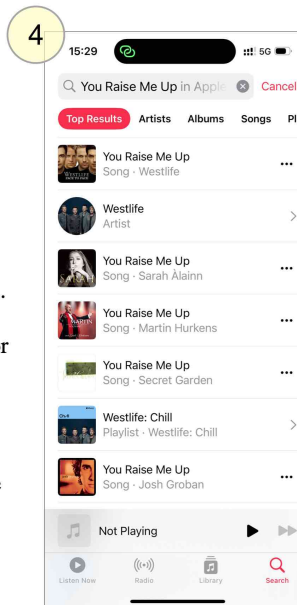 4
15:29
5G
You Raise Me Up in Apple
Cancel
Top Results
Artists
Albums
Songs
Pl
You Raise Me Up
Song · Westlife
Westlife
Artist
You Raise Me Up
Song · Sarah Àlainn
You Raise Me Up
Song · Martin Hurkens
You Raise Me Up
Song · Secret Garden
Westlife: Chill
Playlist · Westlife: Chill
You Raise Me Up
Song · Josh Groban
Not Playing
Listen Now
Radio
Library
Search